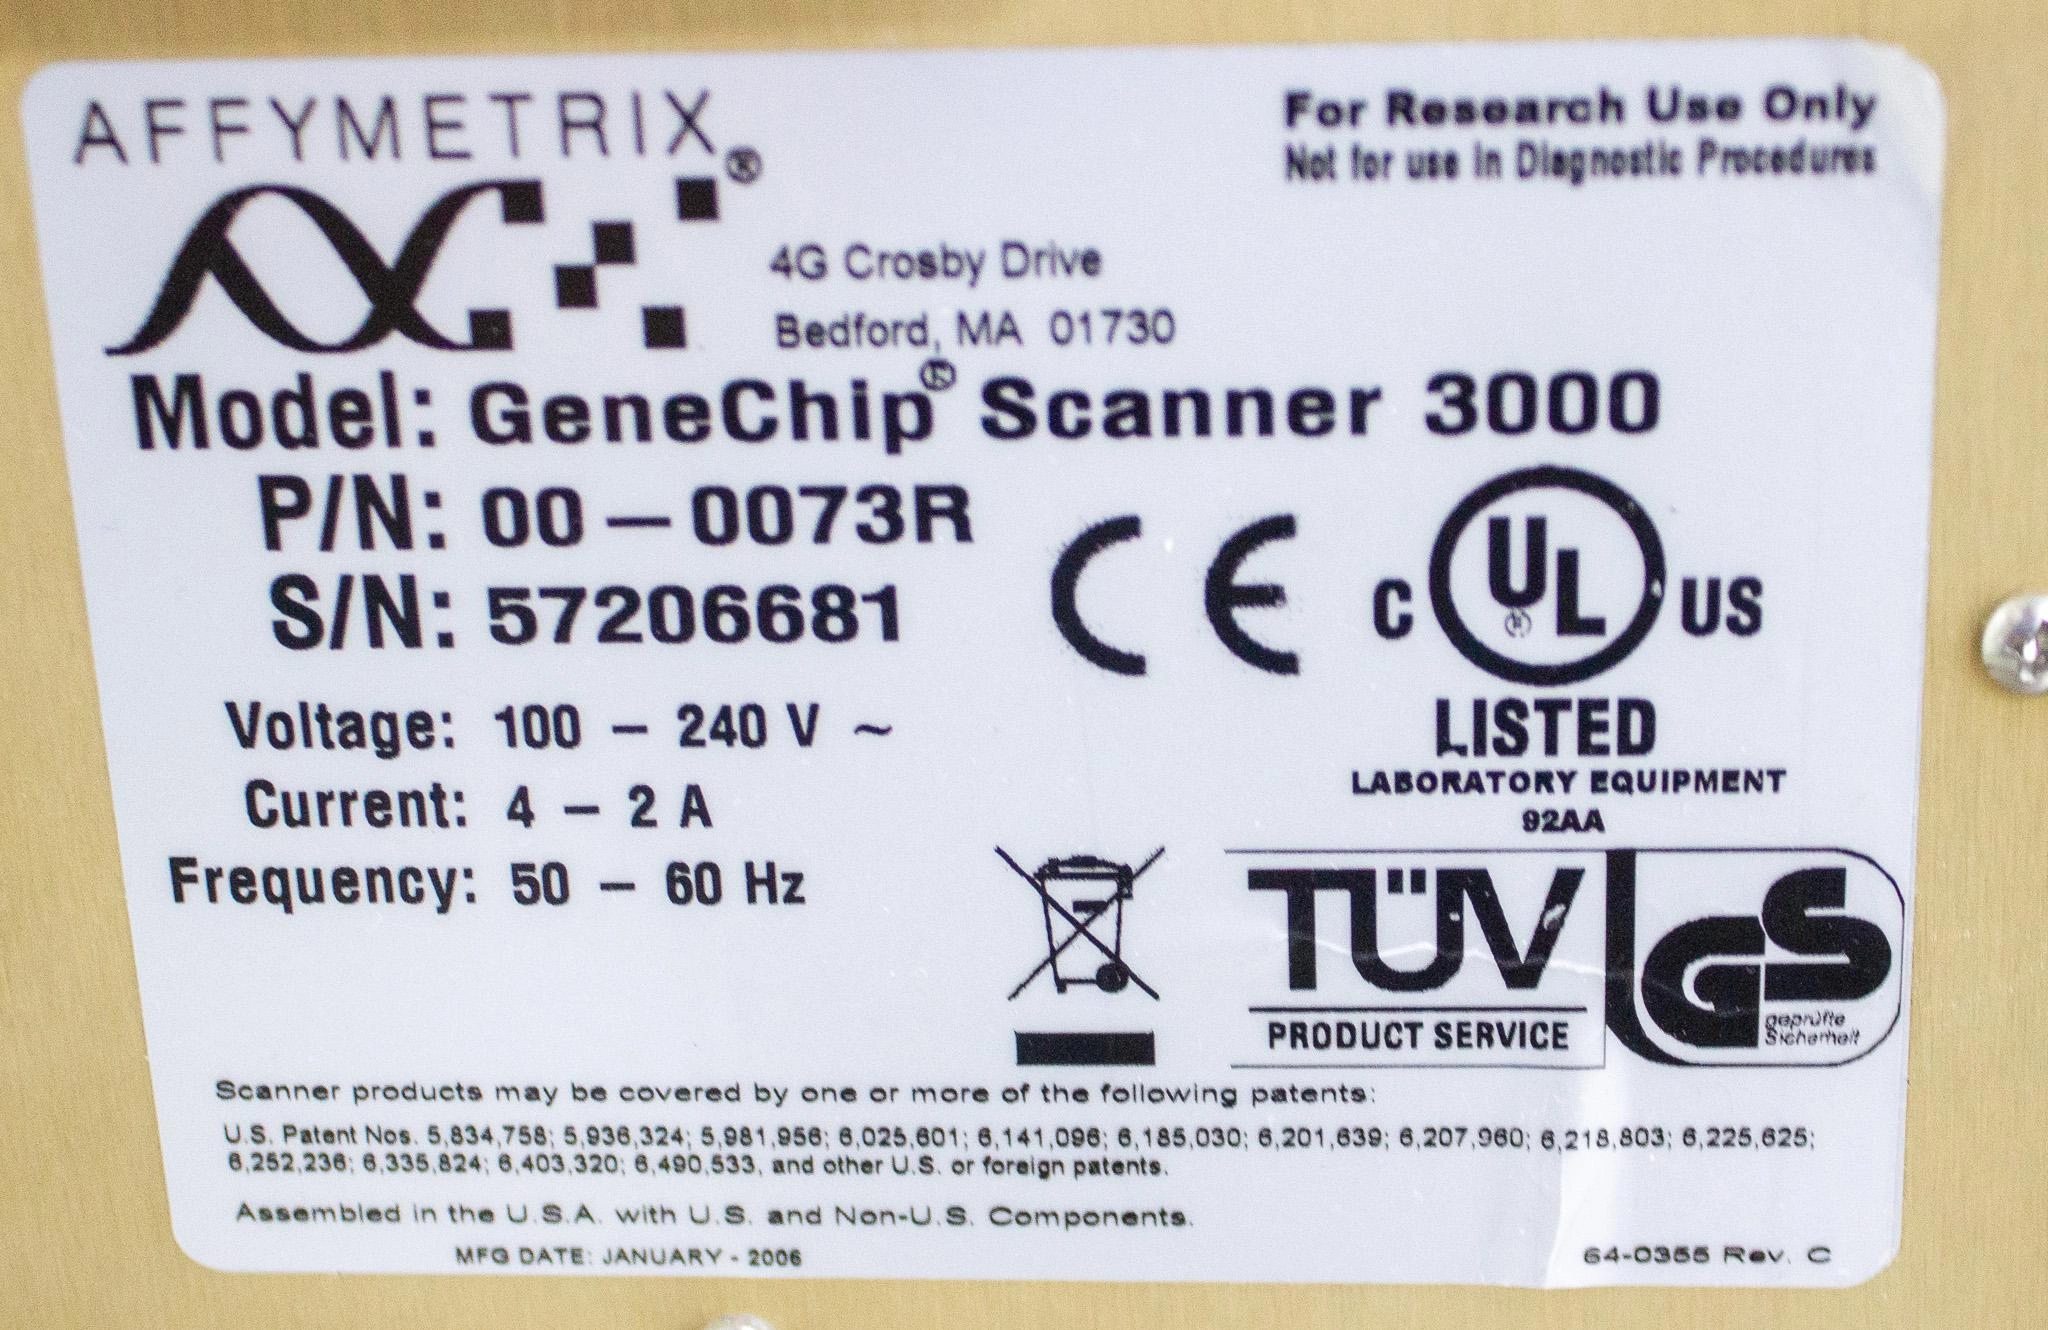 AFFYMETRIX®
For Research Use Only
Not for use in Diagnostic Procedures
4G Crosby Drive
Bedford, MA 01730
Model: GeneChip® Scanner 3000
P/N: 00-0073R
S/N: 57206681
CE
C UL® US
LISTED
LABORATORY EQUIPMENT
92AA
Voltage: 100 - 240 V ~
Current: 4 - 2 A
Frequency: 50 - 60 Hz
TÜV
PRODUCT SERVICE
GS
geprüfte
Sicherheit
Scanner products may be covered by one or more of the following patents:
U.S. Patent Nos. 5,834,758; 5,936,324; 5,981,956; 6,025,601; 6,141,096; 6,185,030; 6,201,639; 6,207,960; 6,218,803; 6,225,625;
6,252,236; 6,335,824; 6,403,320; 6,490,533, and other U.S. or foreign patents.
Assembled in the U.S.A. with U.S. and Non-U.S. Components.
MFG DATE: JANUARY - 2006
64-0355 Rev. C